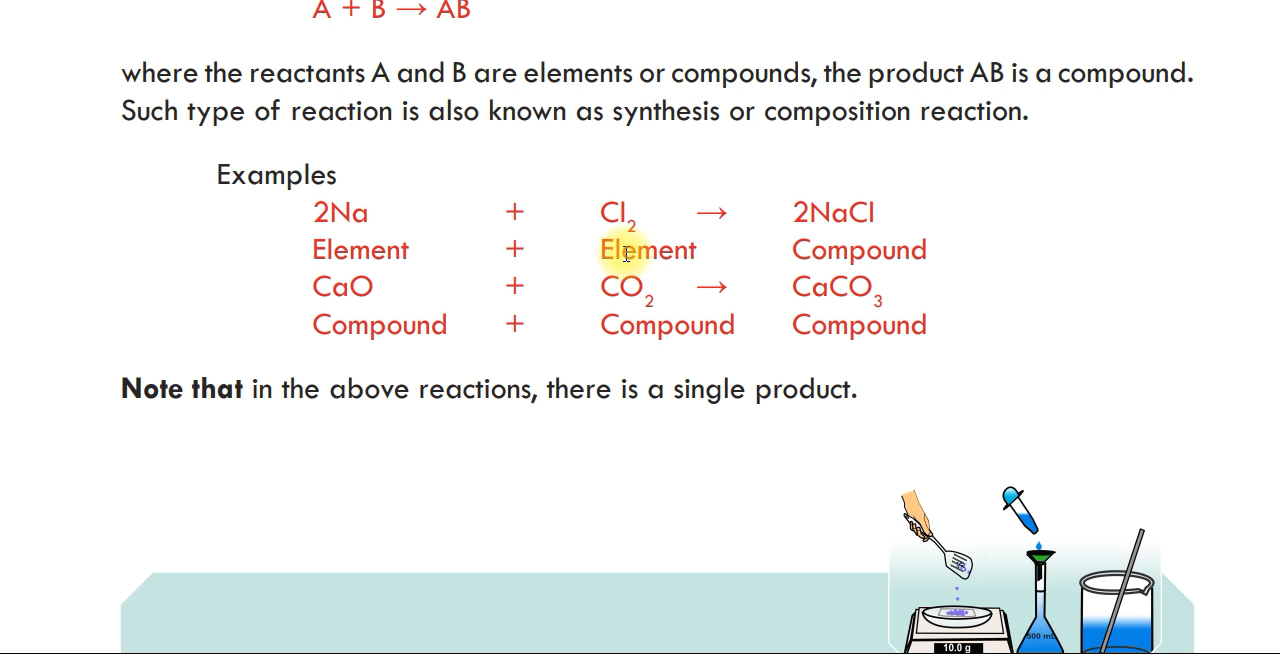 A + B → AB
where the reactants A and B are elements or compounds, the product AB is a compound.
Such type of reaction is also known as synthesis or composition reaction.
Examples
2Na + Cl₂ → 2NaCl
Element + Element Compound
CaO + CO₂ → CaCO₃
Compound + Compound Compound
Note that in the above reactions, there is a single product.
500 mL
10.0 g